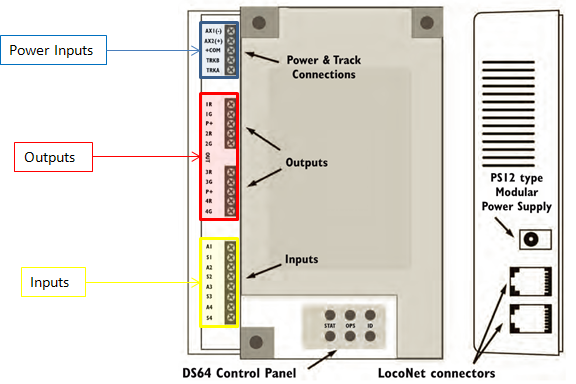 Power Inputs
Outputs
Inputs
AX1(-)
AX2(+)
+COM
TRKB
TRKA
1R
1G
P+
2R
2G
OUT
3R
3G
P+
4R
4G
A1
S1
A2
S2
A3
S3
A4
S4
Power & Track
Connections
Outputs
Inputs
STAT OPS ID
DS64 Control Panel
PS12 type
Modular
Power Supply
LocoNet connectors